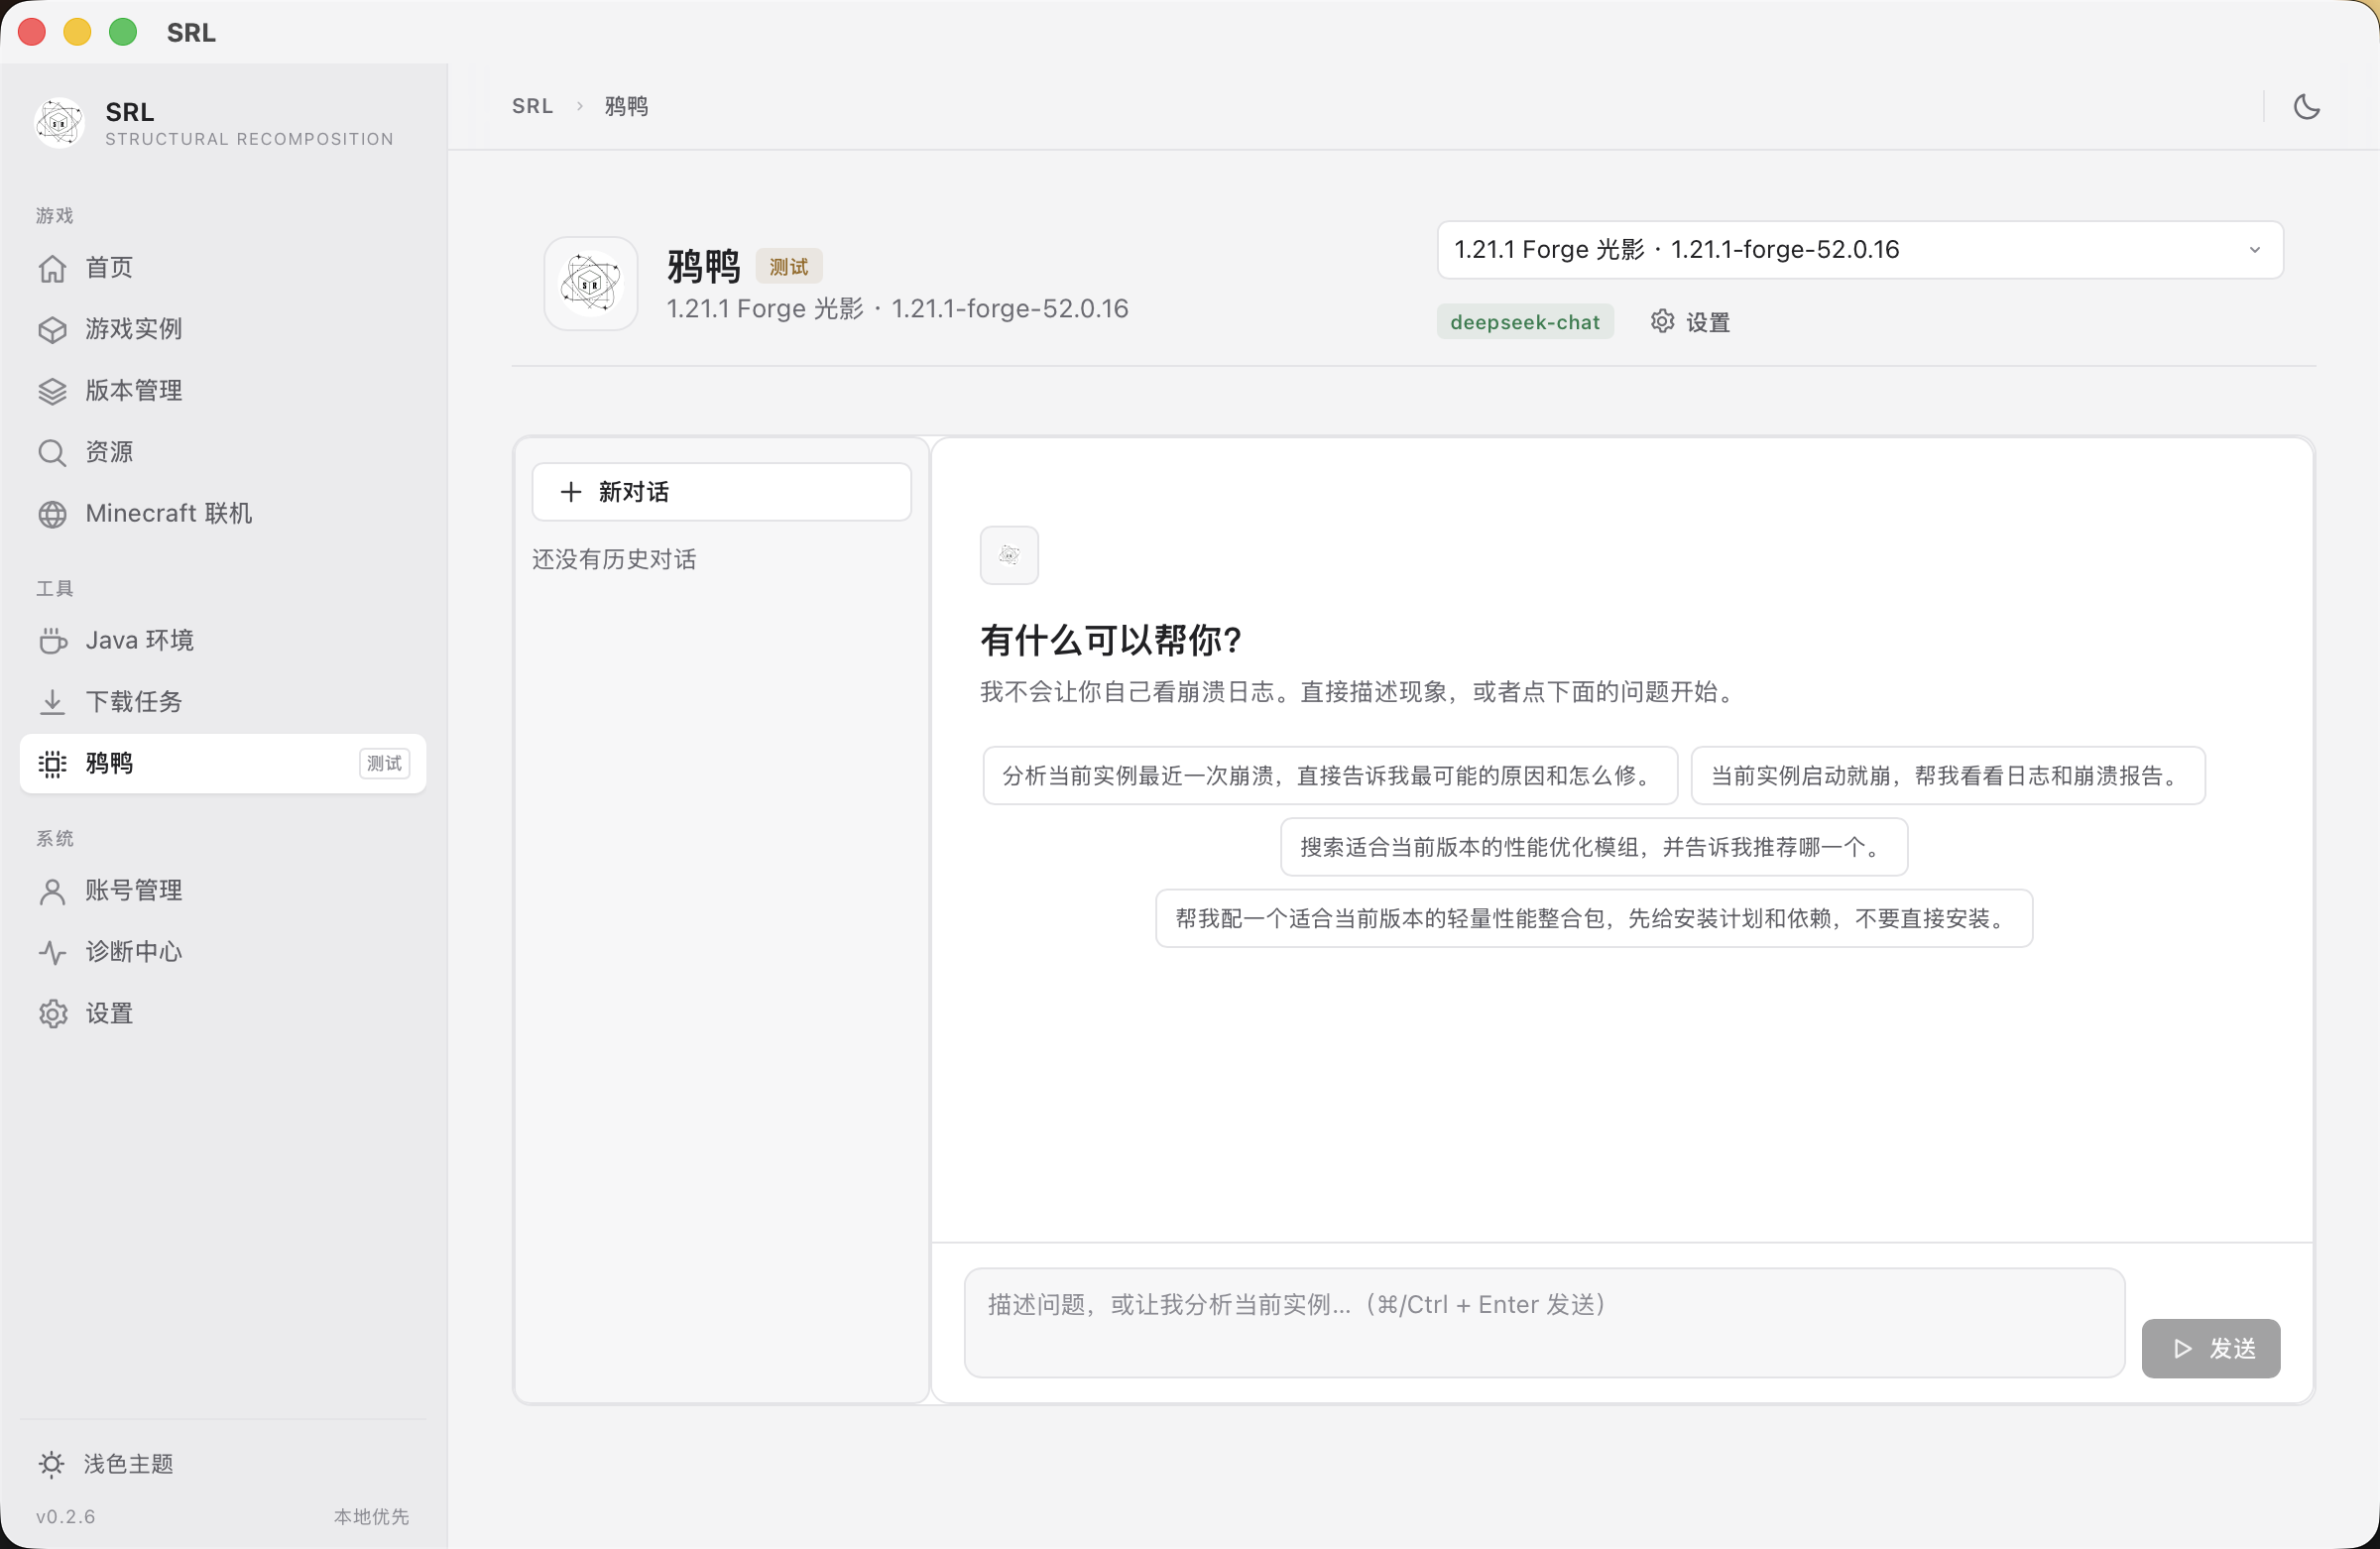 SRL
SRL
STRUCTURAL RECOMPOSITION
游戏
首页
游戏实例
版本管理
资源
Minecraft 联机
工具
Java 环境
下载任务
鸦鸭
测试
系统
账号管理
诊断中心
设置
浅色主题
v0.2.6
本地优先
SRL › 鸦鸭
鸦鸭 测试
1.21.1 Forge 光影 · 1.21.1-forge-52.0.16
1.21.1 Forge 光影 · 1.21.1-forge-52.0.16
deepseek-chat
设置
新对话
还没有历史对话
有什么可以帮你?
我不会让你自己看崩溃日志。直接描述现象，或者点下面的问题开始。
分析当前实例最近一次崩溃，直接告诉我最可能的原因和怎么修。
当前实例启动就崩，帮我看看日志和崩溃报告。
搜索适合当前版本的性能优化模组，并告诉我推荐哪一个。
帮我配一个适合当前版本的轻量性能整合包，先给安装计划和依赖，不要直接安装。
描述问题，或让我分析当前实例...（⌘/Ctrl + Enter 发送）
发送